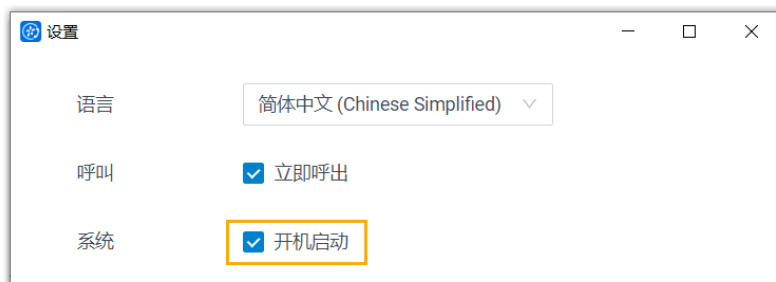 设置
语言
简体中文 (Chinese Simplified)
呼叫
立即呼出
系统
开机启动